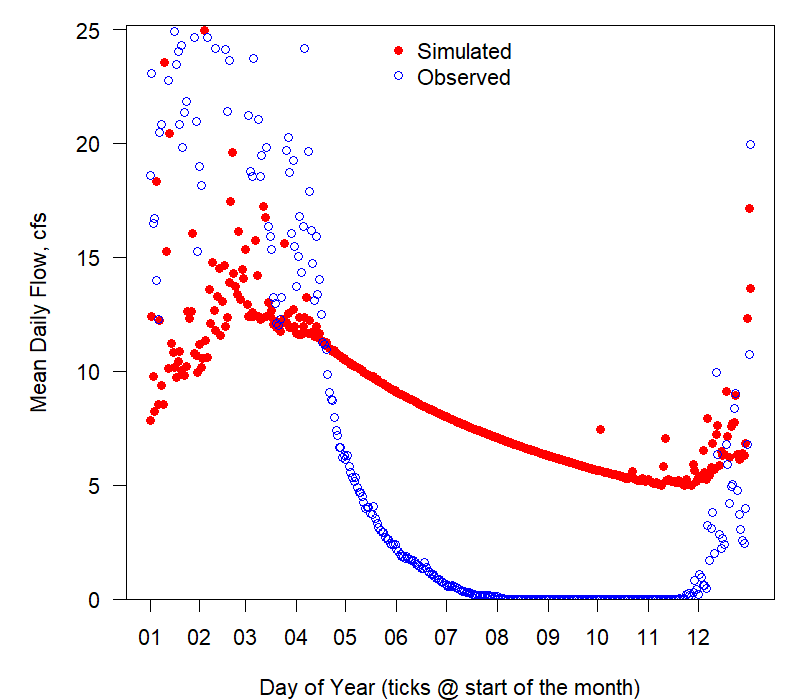 25
20
15
10
5
0
Mean Daily Flow, cfs
Simulated
Observed
01 02 03 04 05 06 07 08 09 10 11 12
Day of Year (ticks @ start of the month)